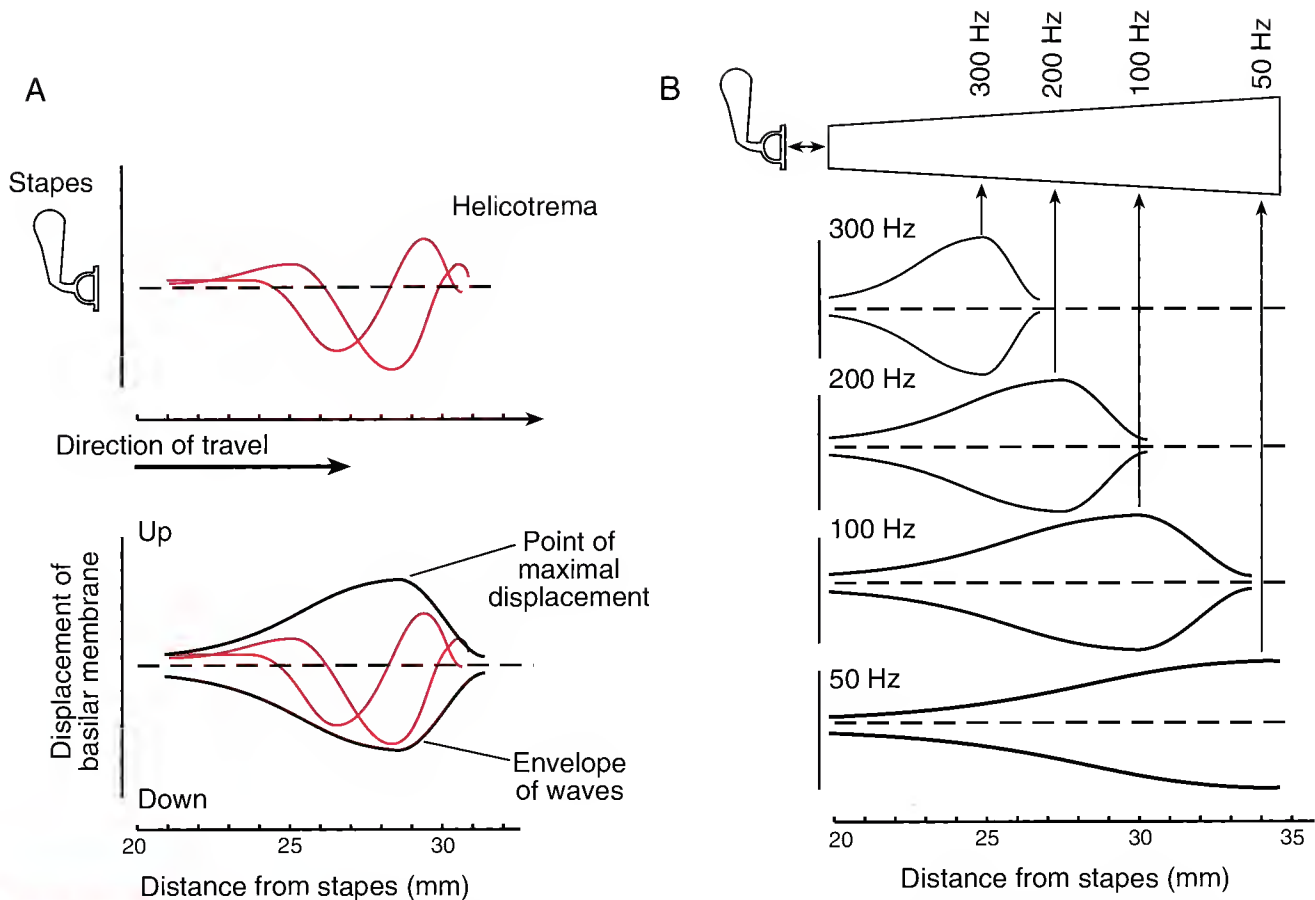 A
Stapes
Helicotrema
Direction of travel
Up
Point of
maximal
displacement
Displacement of
basilar membrane
Envelope
of waves
Down
20 25 30
Distance from stapes (mm)
B
300 Hz
200 Hz
100 Hz
50 Hz
300 Hz
200 Hz
100 Hz
50 Hz
20 25 30 35
Distance from stapes (mm)